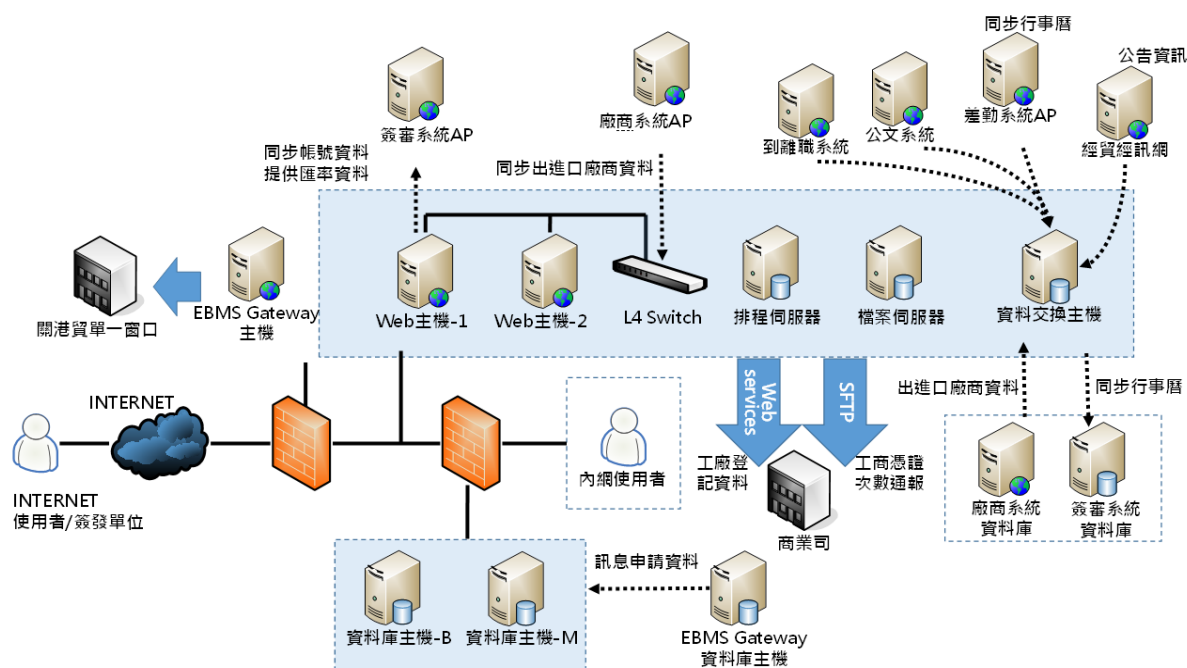 同步行事曆
公告資訊
簽審系統AP
廠商系統AP
到離職系統
公文系統
差勤系統AP
經貿經訊網
同步帳號資料
提供匯率資料
同步出進口廠商資料
關港貿單一窗口
EBMS Gateway
主機
Web主機-1
Web主機-2
L4 Switch
排程伺服器
檔案伺服器
資料交換主機
INTERNET
INTERNET
使用者/簽發單位
內網使用者
Web
services
SFTP
工廠登
記資料
工商憑證
次數通報
商業司
出進口廠商資料
同步行事曆
廠商系統
資料庫
簽審系統
資料庫
資料庫主機-B
資料庫主機-M
訊息申請資料
EBMS Gateway
資料庫主機